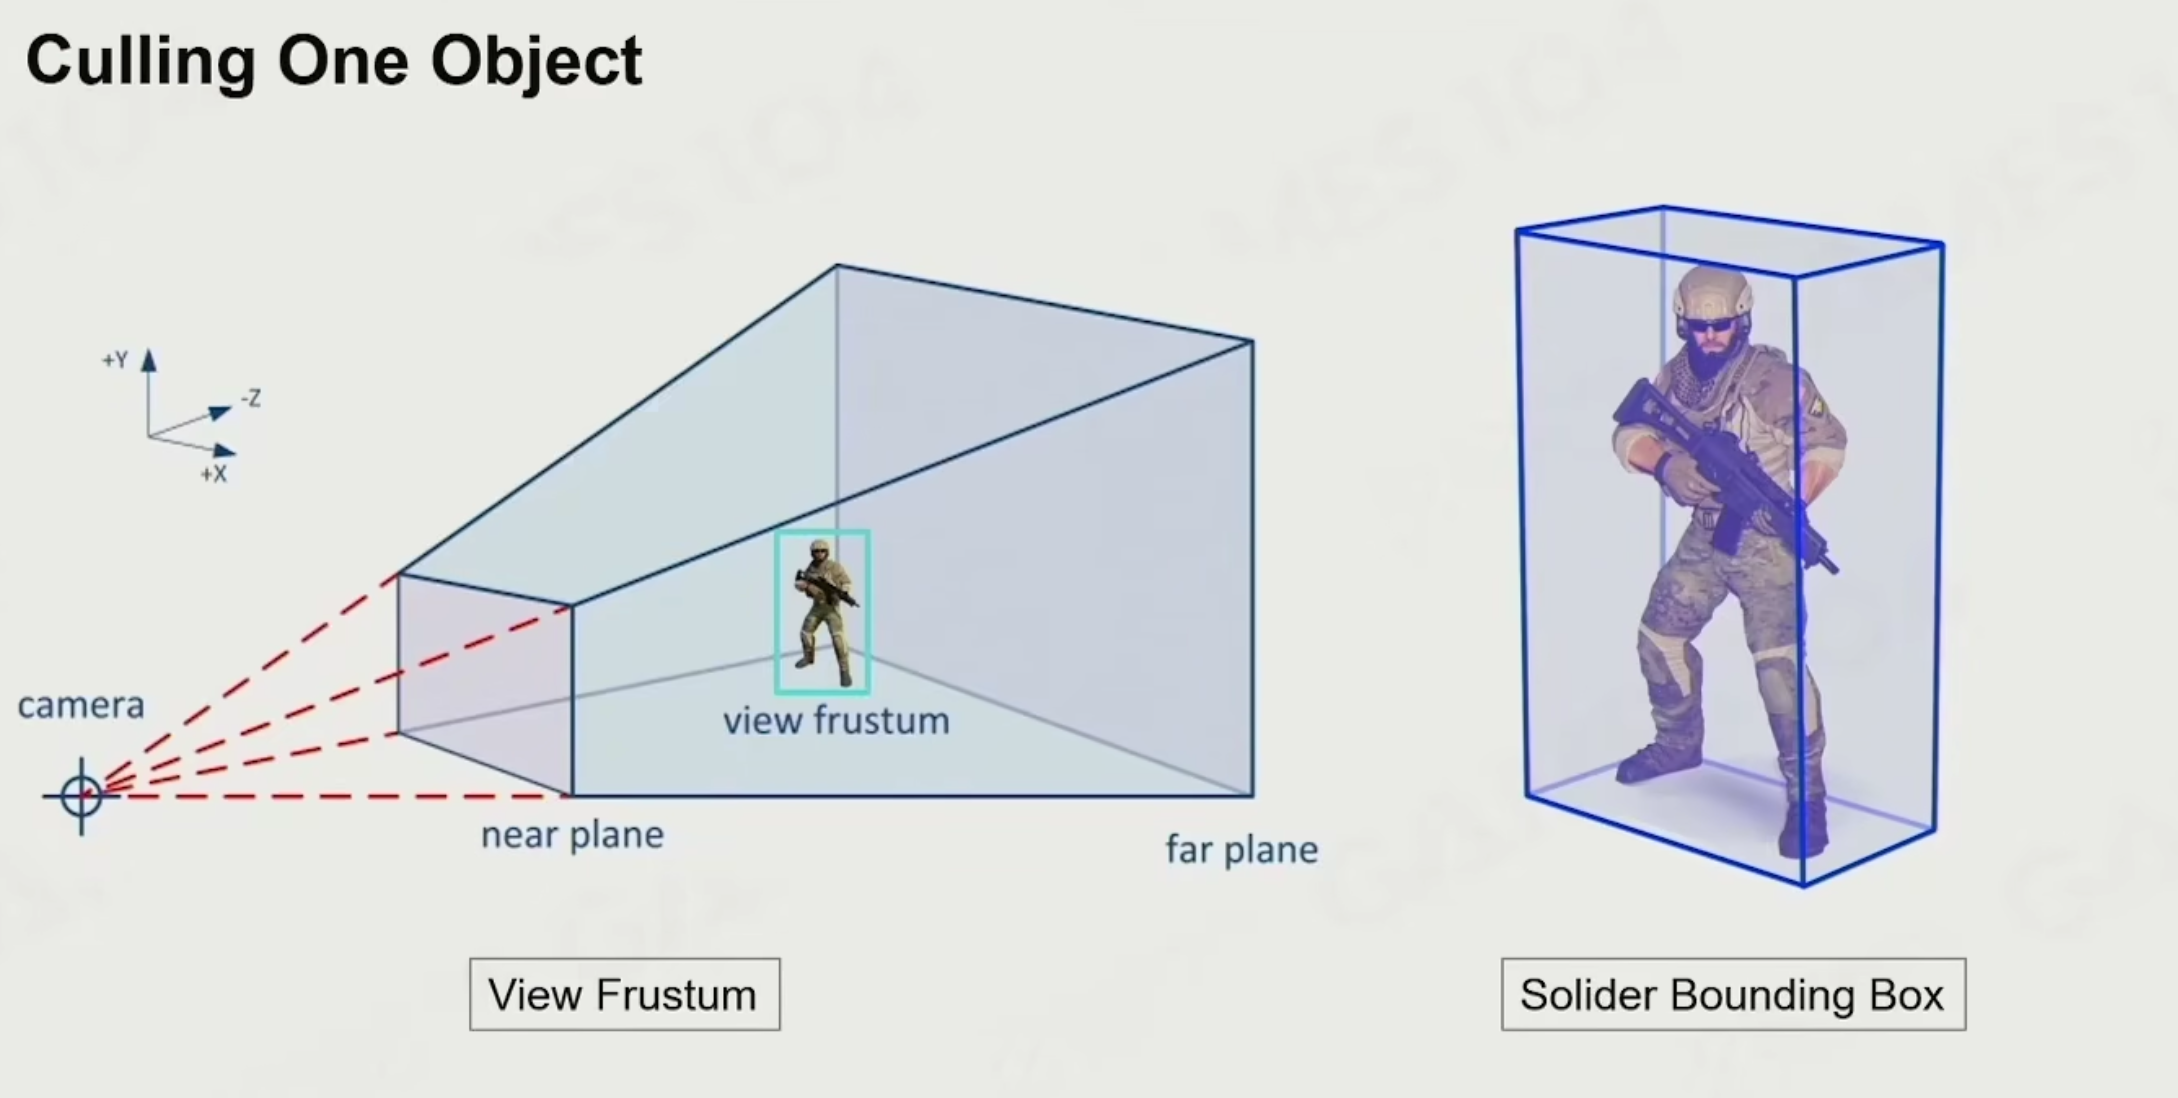 Culling One Object
+Y
-Z
+X
camera
view frustum
near plane
far plane
View Frustum
Solider Bounding Box